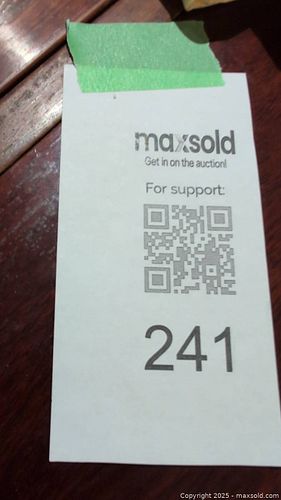 maxsold
Get in on the auction!
For support:
241
Copyright 2025 - maxsold.com